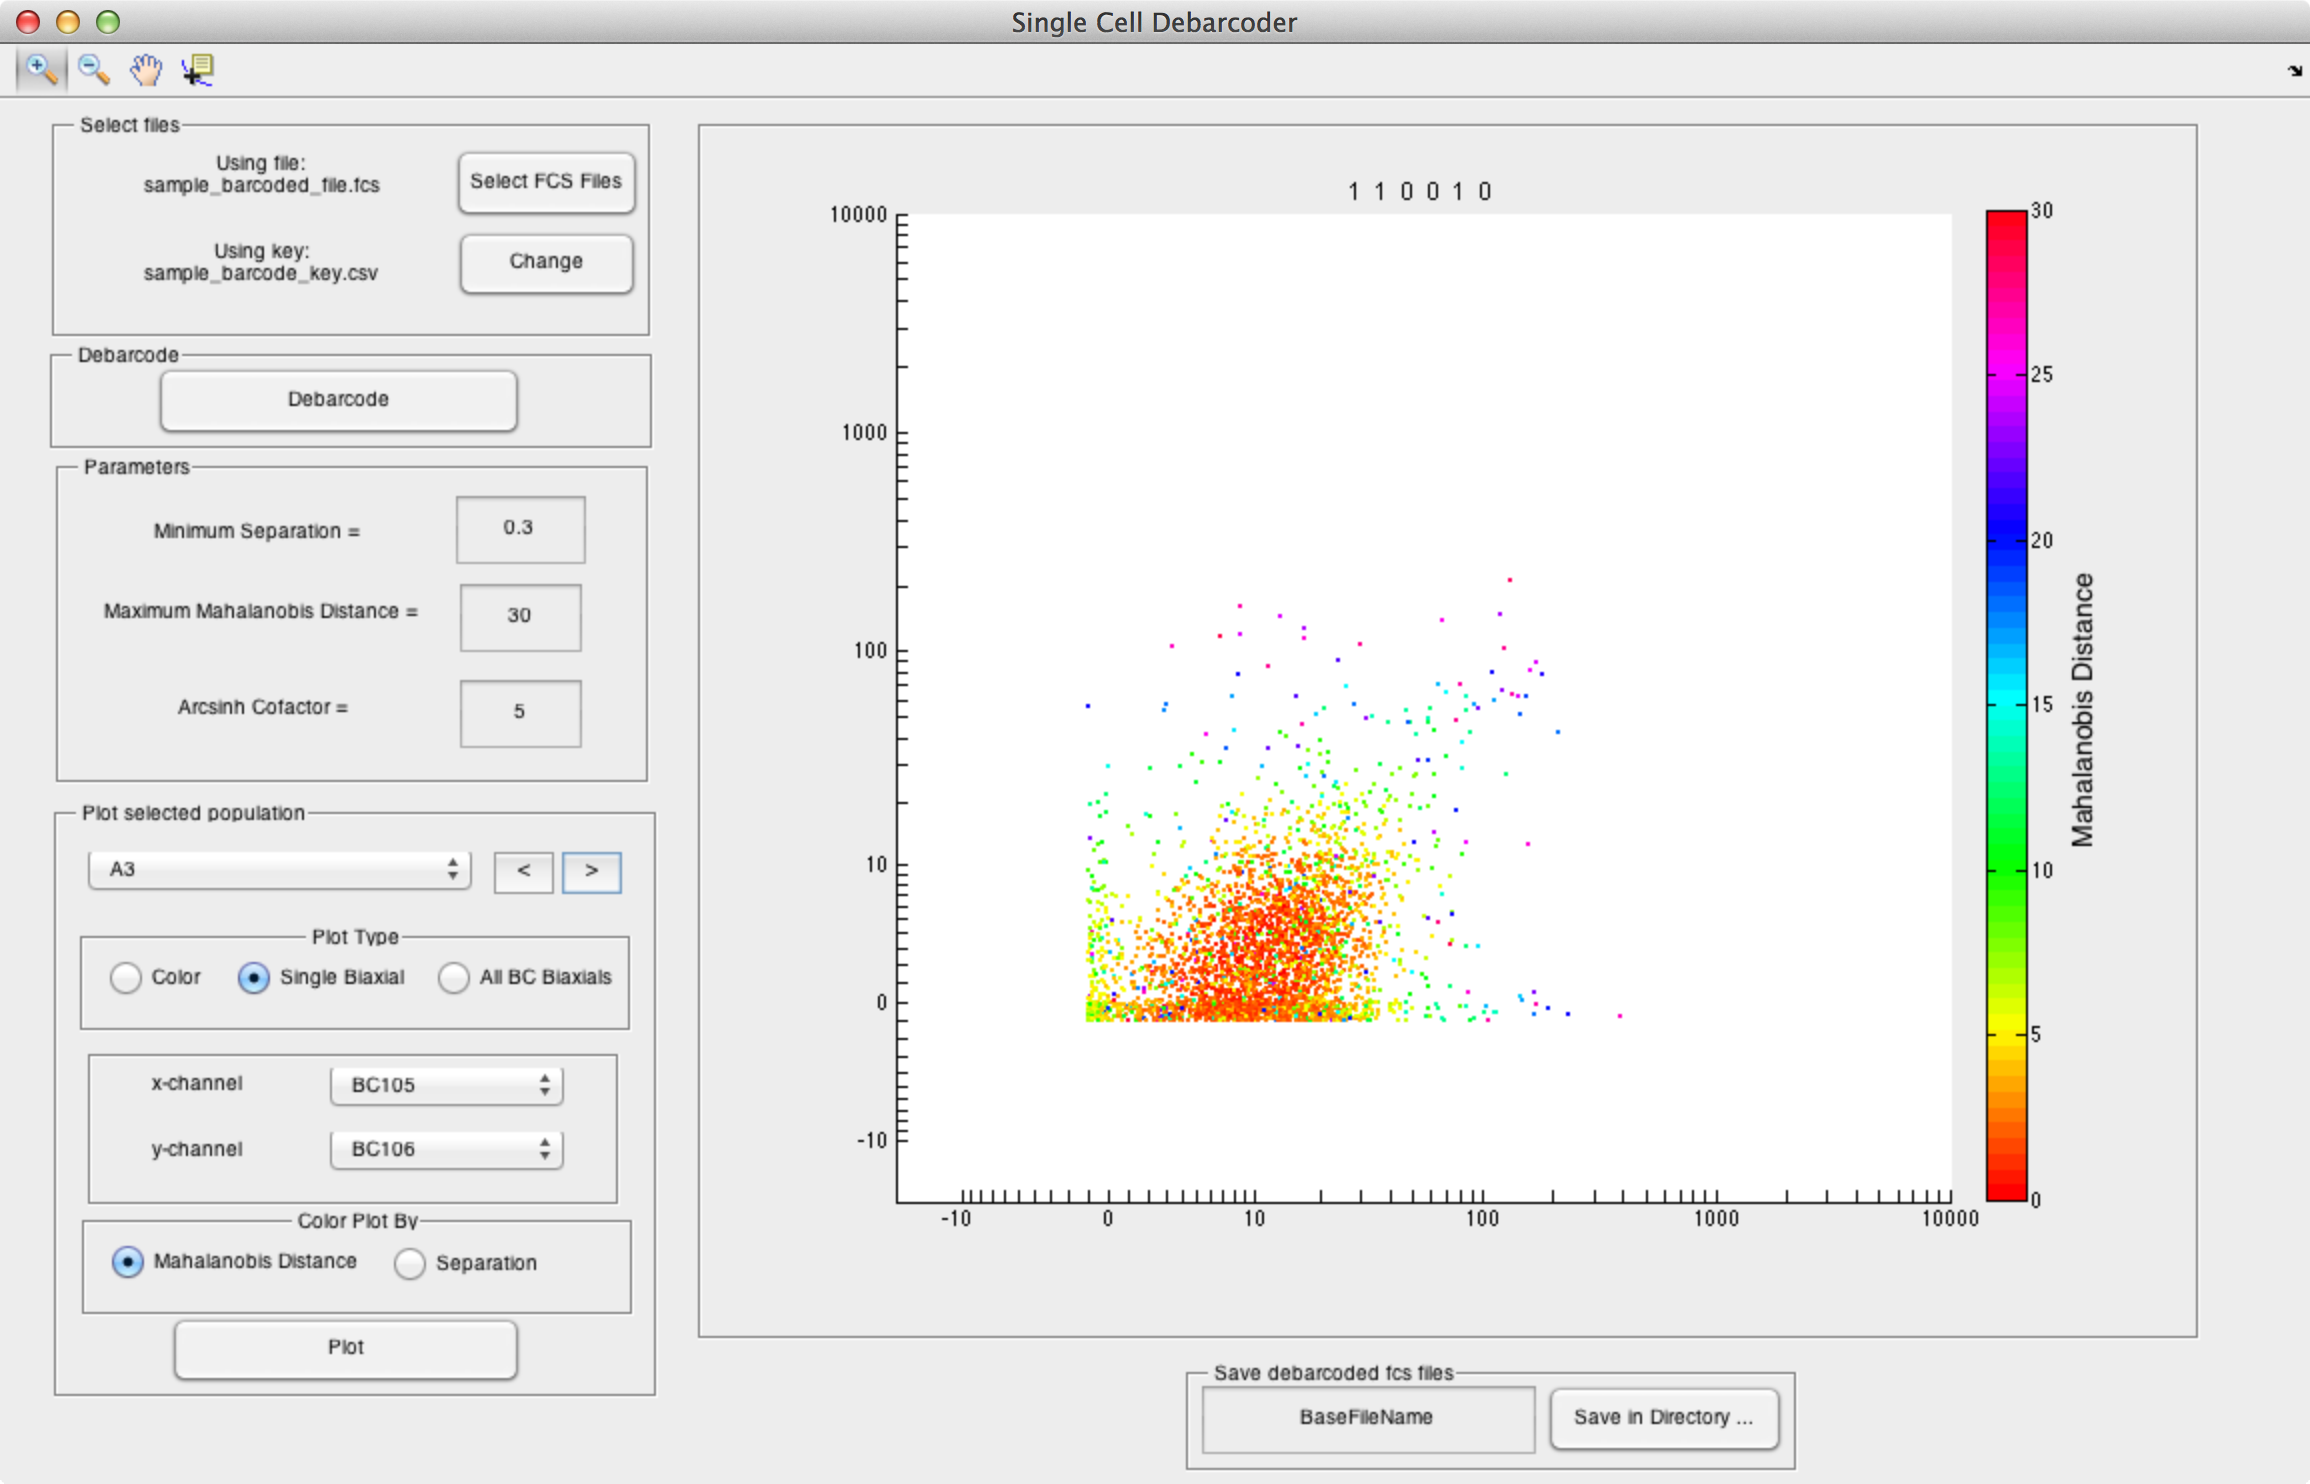 Single Cell Debarcoder
Select files
Using file:
sample_barcoded_file.fcs
Select FCS Files
Using key:
sample_barcode_key.csv
Change
Debarcode
Debarcode
Parameters
Minimum Separation =
0.3
Maximum Mahalanobis Distance =
30
Arcsinh Cofactor =
5
Plot selected population
A3
<
>
Plot Type
Color
Single Biaxial
All BC Biaxials
x-channel
BC105
y-channel
BC106
Color Plot By
Mahalanobis Distance
Separation
Plot
1 1 0 0 1 0
10000
1000
100
10
0
-10
-10 0 10 100 1000 10000
30
25
20
15
10
5
0
Mahalanobis Distance
Save debarcoded fcs files
BaseFileName
Save in Directory ...